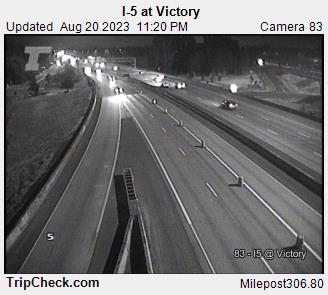 I-5 at Victory
Updated Aug 20 2023 11:20 PM Camera 83
T
S
83 - I5 @ Victory
TripCheck.com Milepost306.80